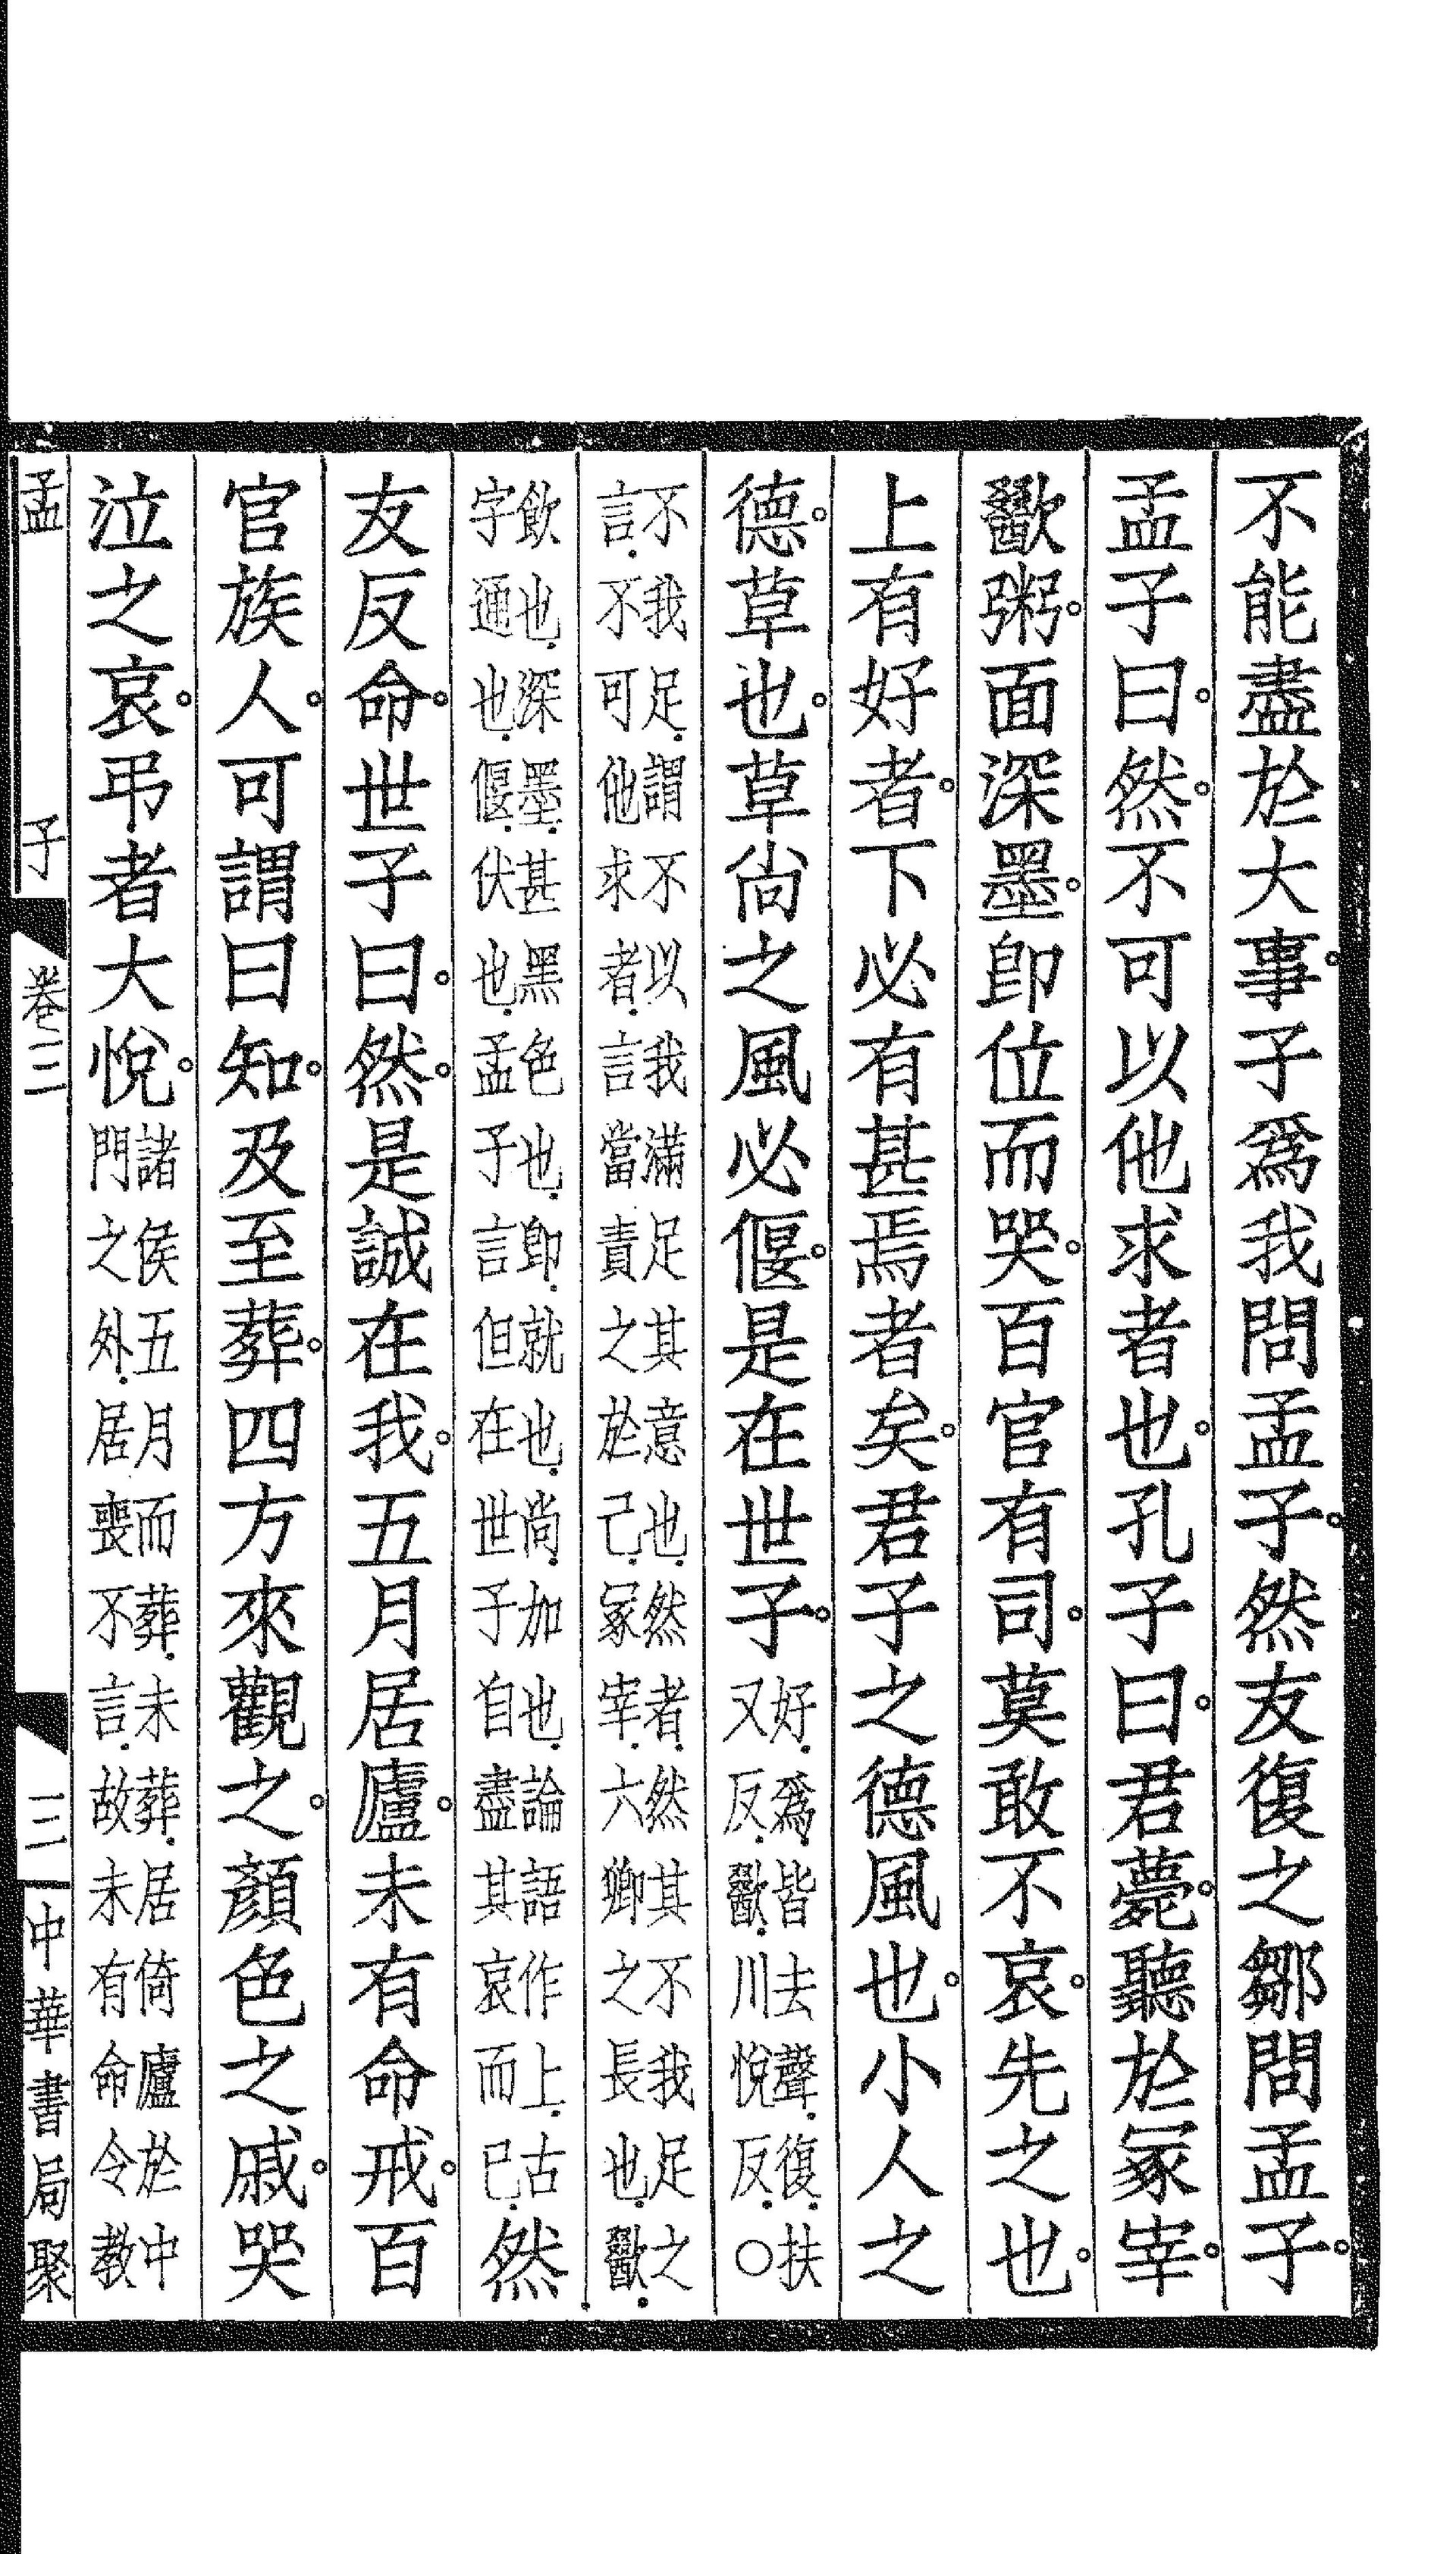 不能盡於大事。子爲我問孟子。然友復之鄒問孟子。
孟子曰。然。不可以他求者也。孔子曰。君薨。聽於冢宰。
歠粥。面深墨。卽位而哭。百官有司。莫敢不哀。先之也。
上有好者。下必有甚焉者矣。君子之德風也。小人之
德。草也。草尚之風必偃。是在世子。
好.爲.皆去聲.復.扶
又反.歠.川悅反.○
不我足.謂不以我滿足其意也.然者.然其不我足之
言.不可他求者.言當責之於己.冢宰.六卿之長也.歠.
飲也.深墨.甚黑色也.卽.就也.尚.加也.論語作上.古
字通也.偃.伏也.孟子言但在世子自盡其哀而已.
然
友反命。世子曰。然。是誠在我。五月居廬。未有命戒。百
官族人。可謂曰知。及至葬。四方來觀之。顏色之戚。哭
泣之哀。弔者大悅。
諸侯五月而葬.未葬.居倚廬於中
門之外.居喪不言.故未有命令教
孟子 卷三 三 中華書局聚